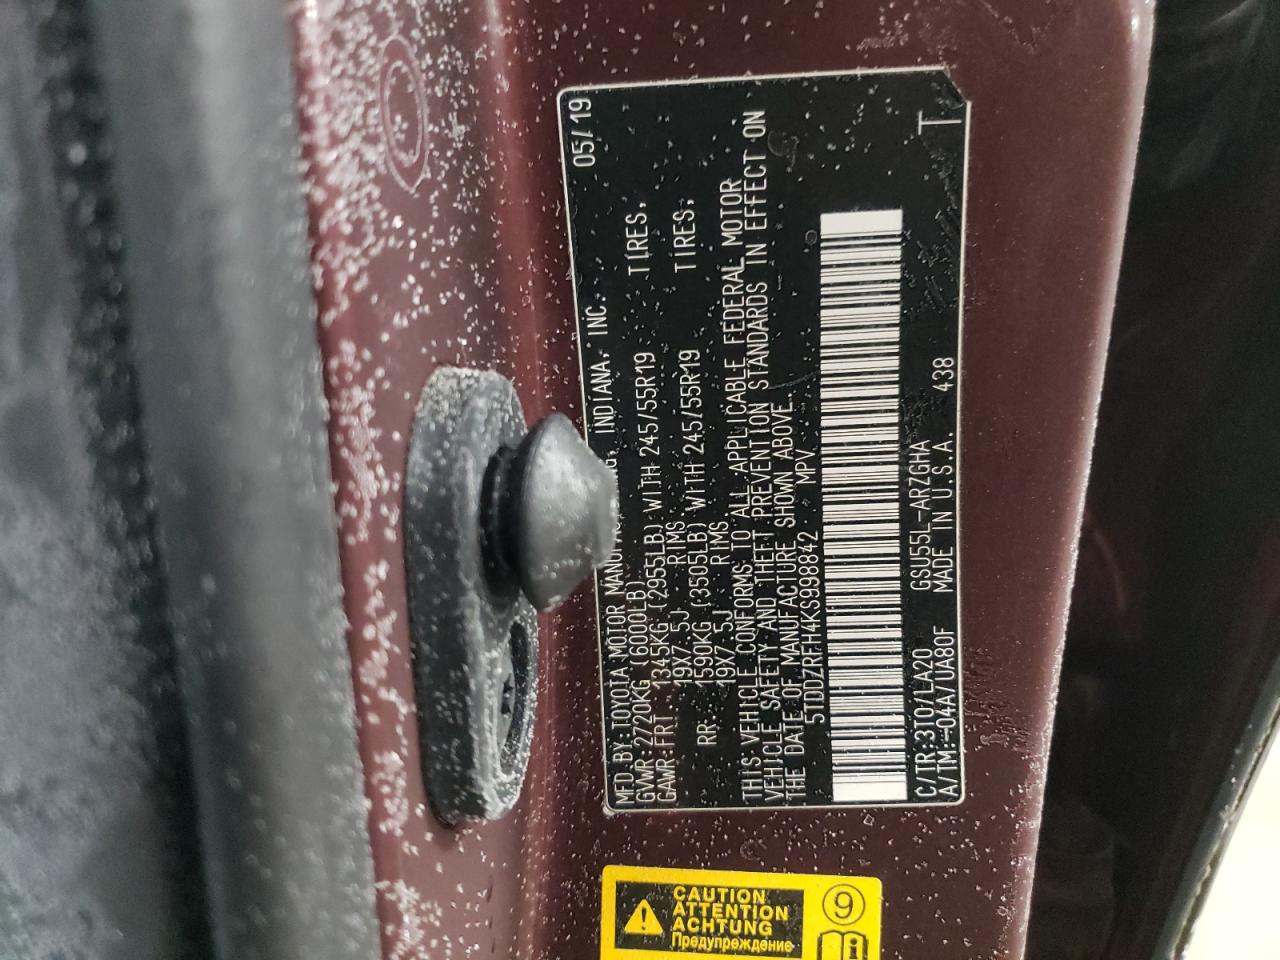 MFD BY:TOYOTA MOTOR INDIANA, INC. 05/19
GVWR:2720KG (6000LB)
GAWR:FRT 1345KG (2955LB) WITH 245/55R19 TIRES,
19X7.5J RIMS
RR: 1590KG (3505LB) WITH 245/55R19 TIRES,
19X7.5J RIMS
THIS VEHICLE CONFORMS TO ALL APPLICABLE FEDERAL MOTOR
VEHICLE SAFETY AND THEFT PREVENTION STANDARDS IN EFFECT ON
THE DATE OF MANUFACTURE SHOWN ABOVE.
5TDDZRFH4KS998842 MPV
C/TR:3T0/LA20 GSU55L-ARZGHA
A/TM:-04A/UA80F MADE IN U.S.A. 438 T
CAUTION
ATTENTION
ACHTUNG
Предупреждение
9